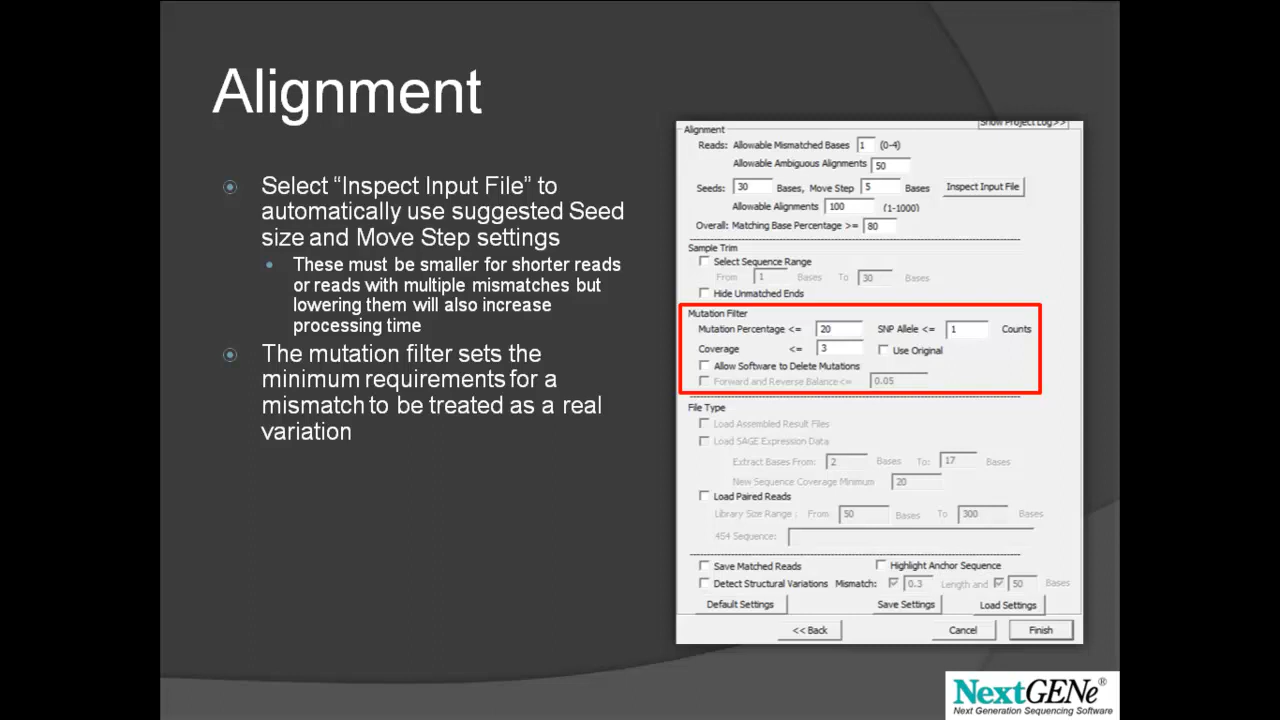 Alignment
Select “Inspect Input File” to
automatically use suggested Seed
size and Move Step settings
These must be smaller for shorter reads
or reads with multiple mismatches but
lowering them will also increase
processing time
The mutation filter sets the
minimum requirements for a
mismatch to be treated as a real
variation
Show Project Log>>
Alignment
Reads: Allowable Mismatched Bases 1 (0-4)
Allowable Ambiguous Alignments 50
Seeds: 30 Bases, Move Step 5 Bases Inspect Input File
Allowable Alignments 100 (1-1000)
Overall: Matching Base Percentage >= 80
Sample Trim
Select Sequence Range
From 1 Bases To 30 Bases
Hide Unmatched Ends
Mutation Filter
Mutation Percentage <= 20 SNP Allele <= 1 Counts
Coverage <= 3 Use Original
Allow Software to Delete Mutations
Forward and Reverse Balance<= 0.05
File Type
Load Assembled Result Files
Load SAGE Expression Data
Extract Bases From: 2 Bases To: 17 Bases
New Sequence Coverage Minimum 20
Load Paired Reads
Library Size Range : From 50 Bases To 300 Bases
454 Sequence:
Save Matched Reads Highlight Anchor Sequence
Detect Structural Variations Mismatch: 0.3 Length and 50 Bases
Default Settings Save Settings Load Settings
<< Back Cancel Finish
NextGENe®
Next Generation Sequencing Software